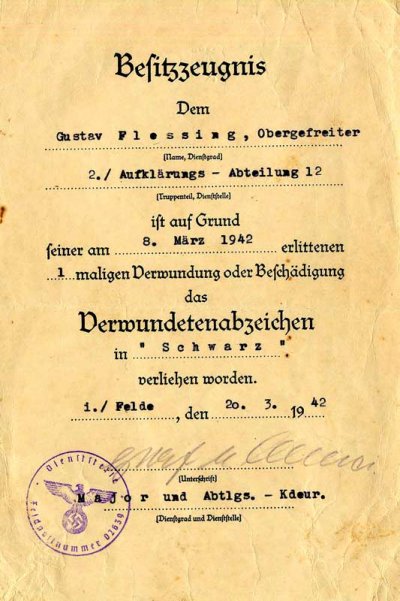 Besitzzeugnis
Dem
Gustav Flessing, Obergefreiter
(Name, Dienstgrad)
2./ Aufklärungs - Abteilung 12
(Truppenteil, Dienststelle)
ist auf Grund
seiner am 8. März 1942 erlittenen
1 maligen Verwundung oder Beschädigung
das
Verwundetenabzeichen
in " Schwarz "
verliehen worden.
i./ Felde, den 20. 3. 1942
(Unterschrift)
Major und Abtlgs. - Kdeur.
(Dienstgrad und Dienststelle)
Dienststelle
Feldpostnummer 02639